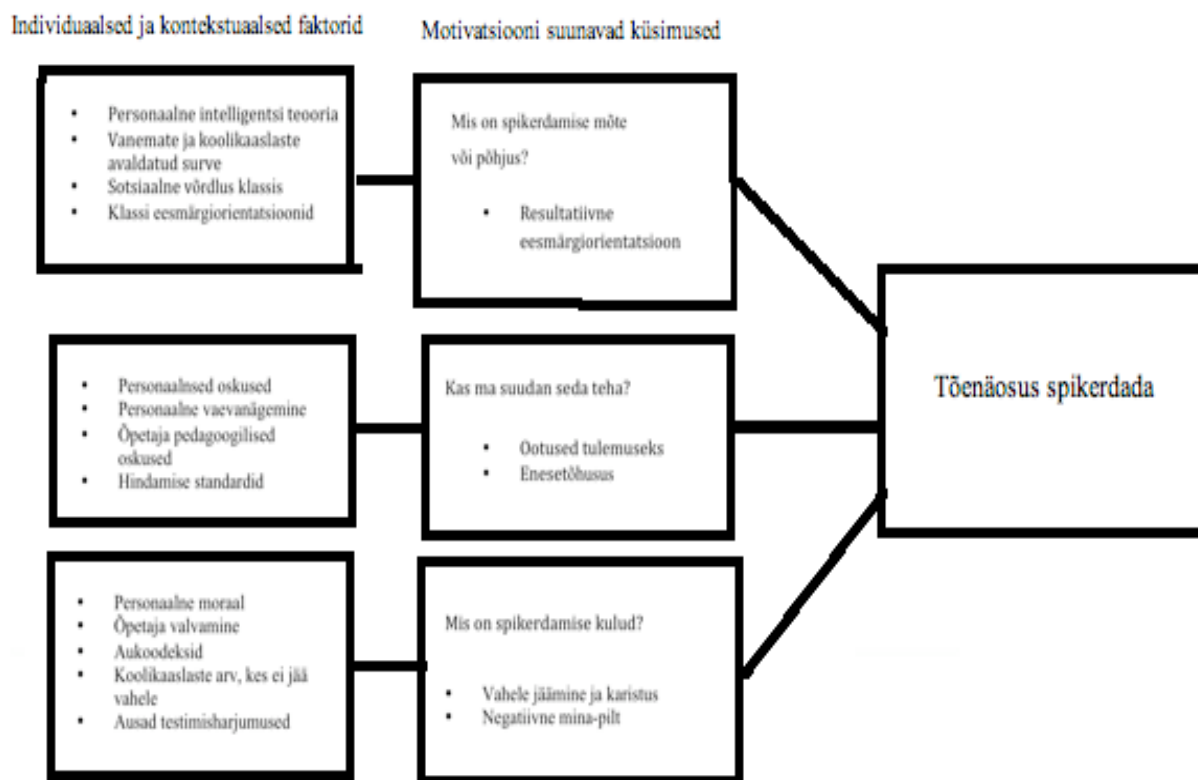 Individuaalsed ja kontekstuaalsed faktorid
Motivatsiooni suunavad küsimused
• Personaalne intelligentsi teooria
• Vanemate ja koolikaaslaste
avaldatud surve
• Sotsiaalne võrdlus klassis
• Klassi eesmärgiorientatsioonid
Mis on spikerdamise mõte
või põhjus?
• Resultatiivne
eesmärgiorientatsioon
• Personaalnsed oskused
• Personaalne vaevanägemine
• Õpetaja pedagoogilised
oskused
• Hindamise standardid
Kas ma suudan seda teha?
• Ootused tulemuseks
• Enesetõhusus
• Personaalne moraal
• Õpetaja valvamine
• Aukoodeksid
• Koolikaaslaste arv, kes ei jää
vahele
• Ausad testimisharjumused
Mis on spikerdamise kulud?
• Vahele jäämine ja karistus
• Negatiivne mina-pilt
Tõenäosus spikerdada